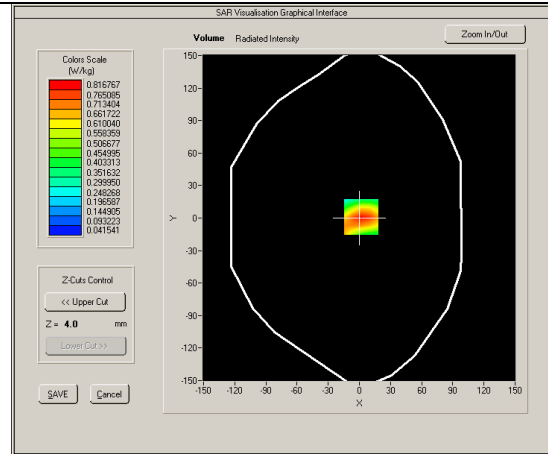 SAR Visualisation Graphical Interface
Volume Radiated Intensity
Zoom In/Out
Colors Scale
(W/kg)
0.816767
0.765085
0.713404
0.661722
0.610040
0.558359
0.506677
0.454995
0.403313
0.351632
0.299950
0.248268
0.196587
0.144905
0.093223
0.041541
Z-Cuts Control
<< Upper Cut
Z = 4.0 mm
Lower Cut >>
SAVE Cancel
150
120
90
60
30
0
-30
-60
-90
-120
-150
Y
-150 -120 -90 -60 -30 0 30 60 90 120 150
X